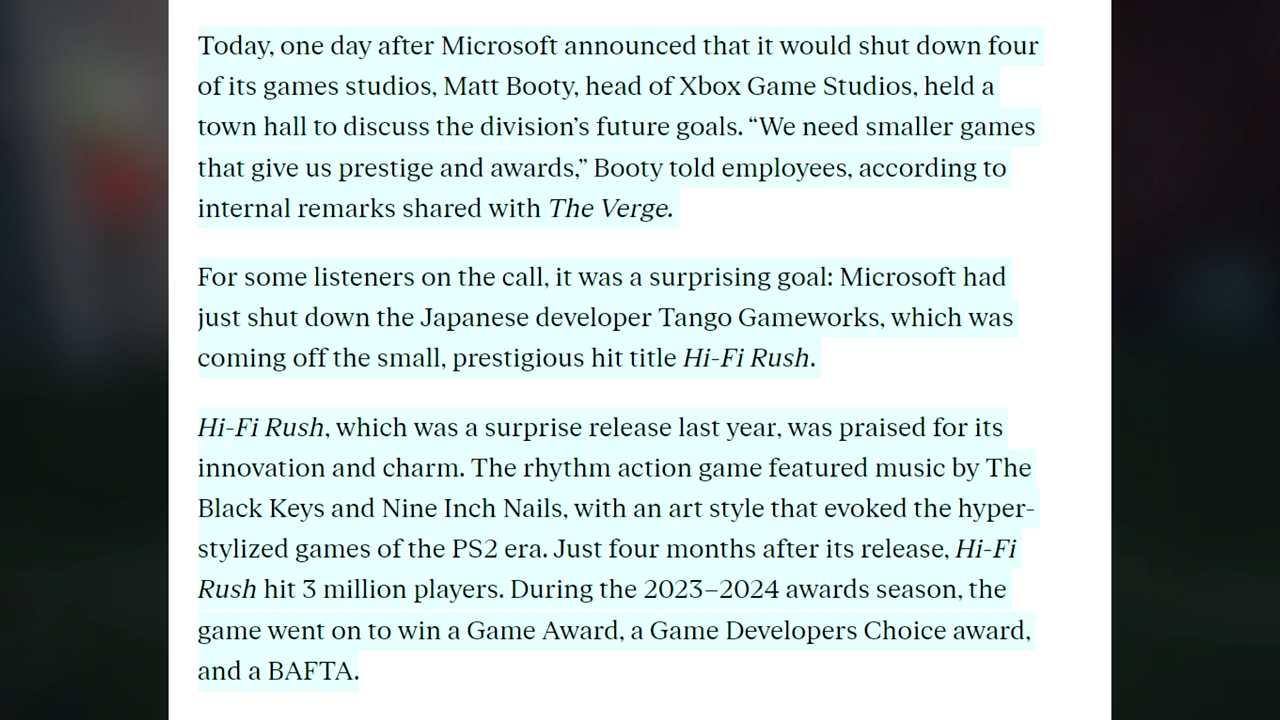 Today, one day after Microsoft announced that it would shut down four
of its games studios, Matt Booty, head of Xbox Game Studios, held a
town hall to discuss the division’s future goals. “We need smaller games
that give us prestige and awards,” Booty told employees, according to
internal remarks shared with The Verge.
For some listeners on the call, it was a surprising goal: Microsoft had
just shut down the Japanese developer Tango Gameworks, which was
coming off the small, prestigious hit title Hi-Fi Rush.
Hi-Fi Rush, which was a surprise release last year, was praised for its
innovation and charm. The rhythm action game featured music by The
Black Keys and Nine Inch Nails, with an art style that evoked the hyper-
stylized games of the PS2 era. Just four months after its release, Hi-Fi
Rush hit 3 million players. During the 2023–2024 awards season, the
game went on to win a Game Award, a Game Developers Choice award,
and a BAFTA.